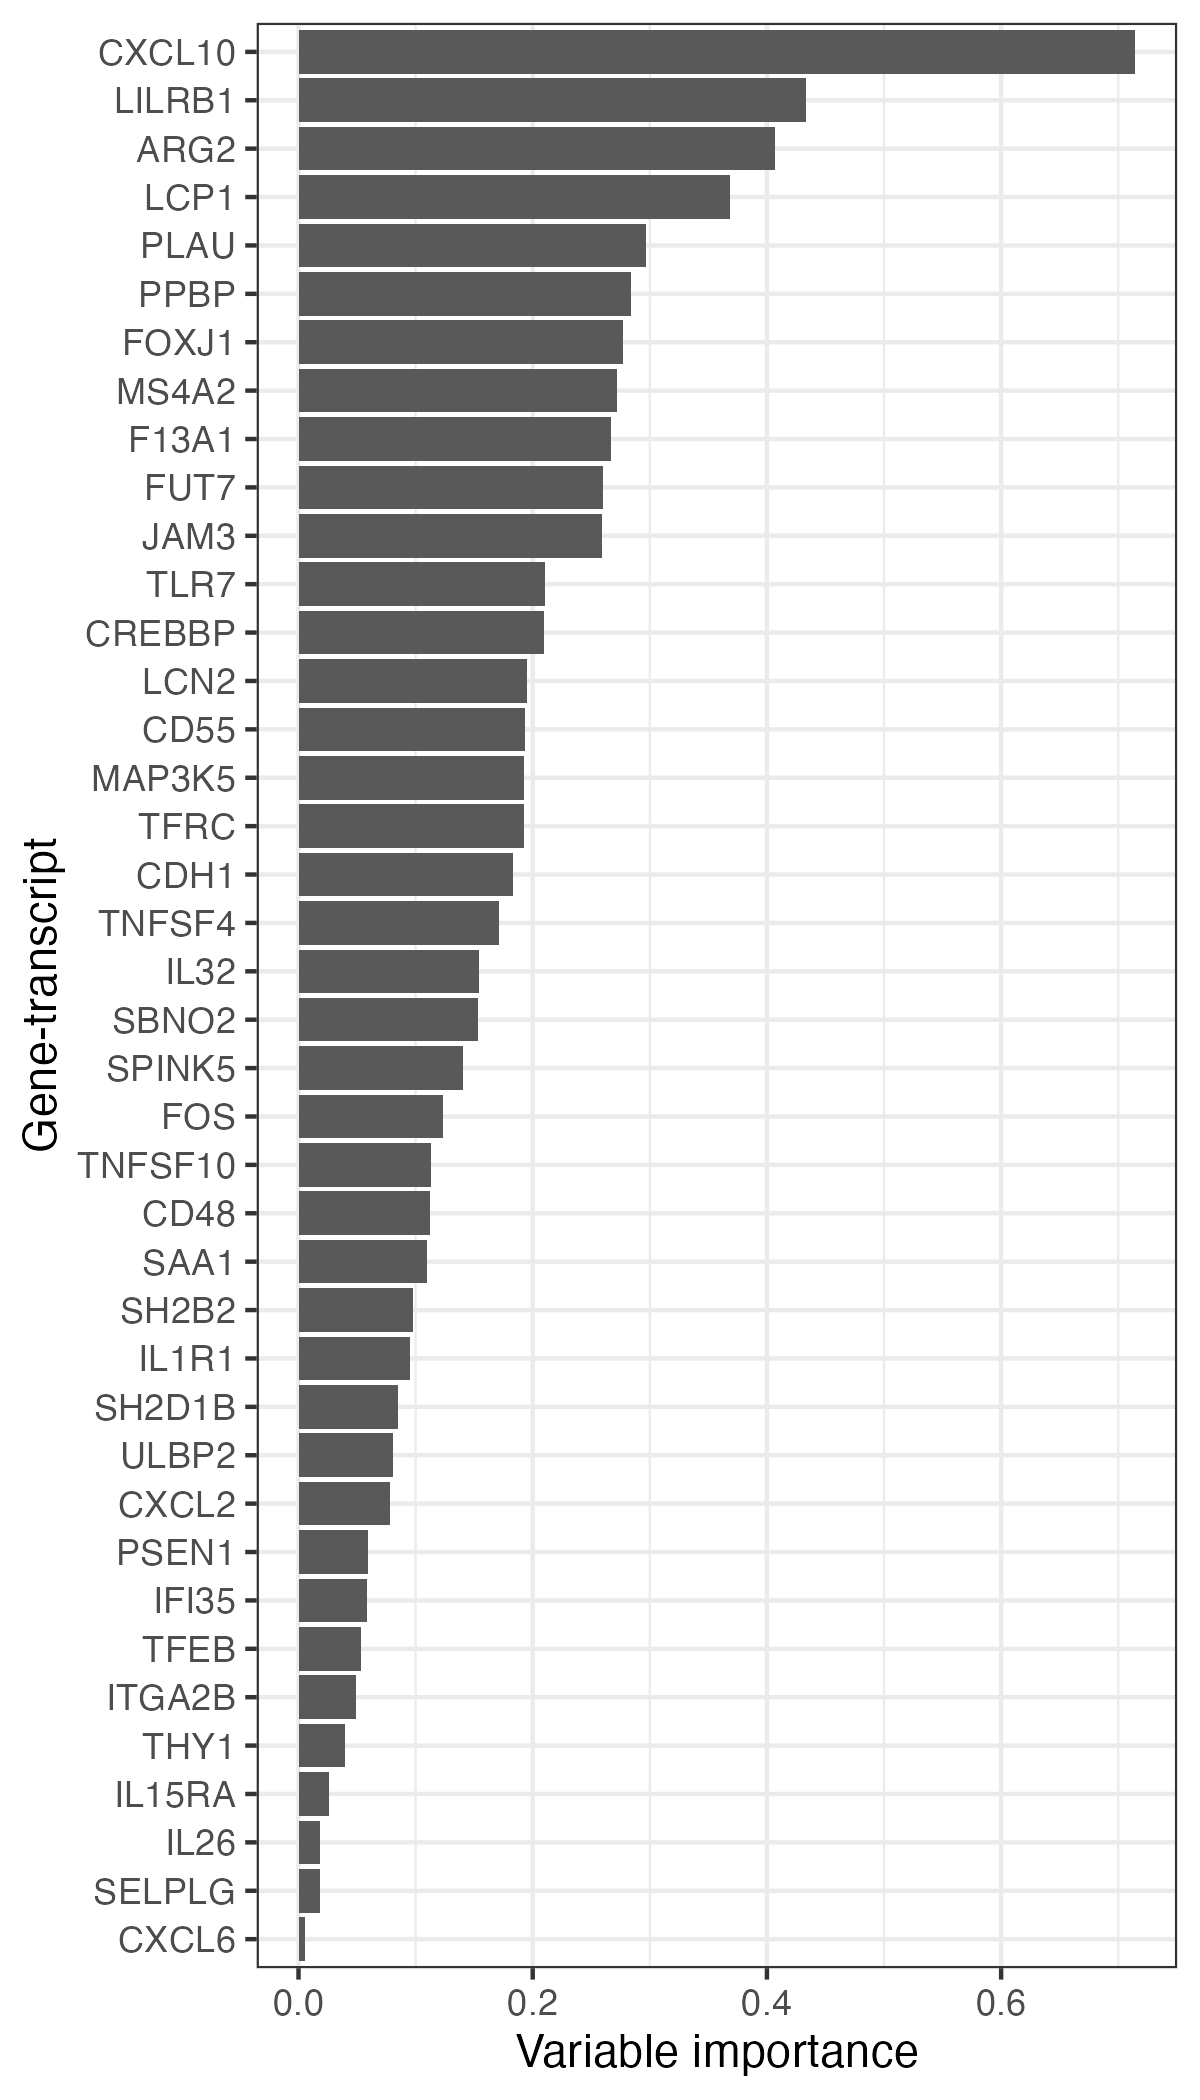 Gene-transcript
CXCL10
LILRB1
ARG2
LCP1
PLAU
PPBP
FOXJ1
MS4A2
F13A1
FUT7
JAM3
TLR7
CREBBP
LCN2
CD55
MAP3K5
TFRC
CDH1
TNFSF4
IL32
SBNO2
SPINK5
FOS
TNFSF10
CD48
SAA1
SH2B2
IL1R1
SH2D1B
ULBP2
CXCL2
PSEN1
IFI35
TFEB
ITGA2B
THY1
IL15RA
IL26
SELPLG
CXCL6
0.0 0.2 0.4 0.6
Variable importance